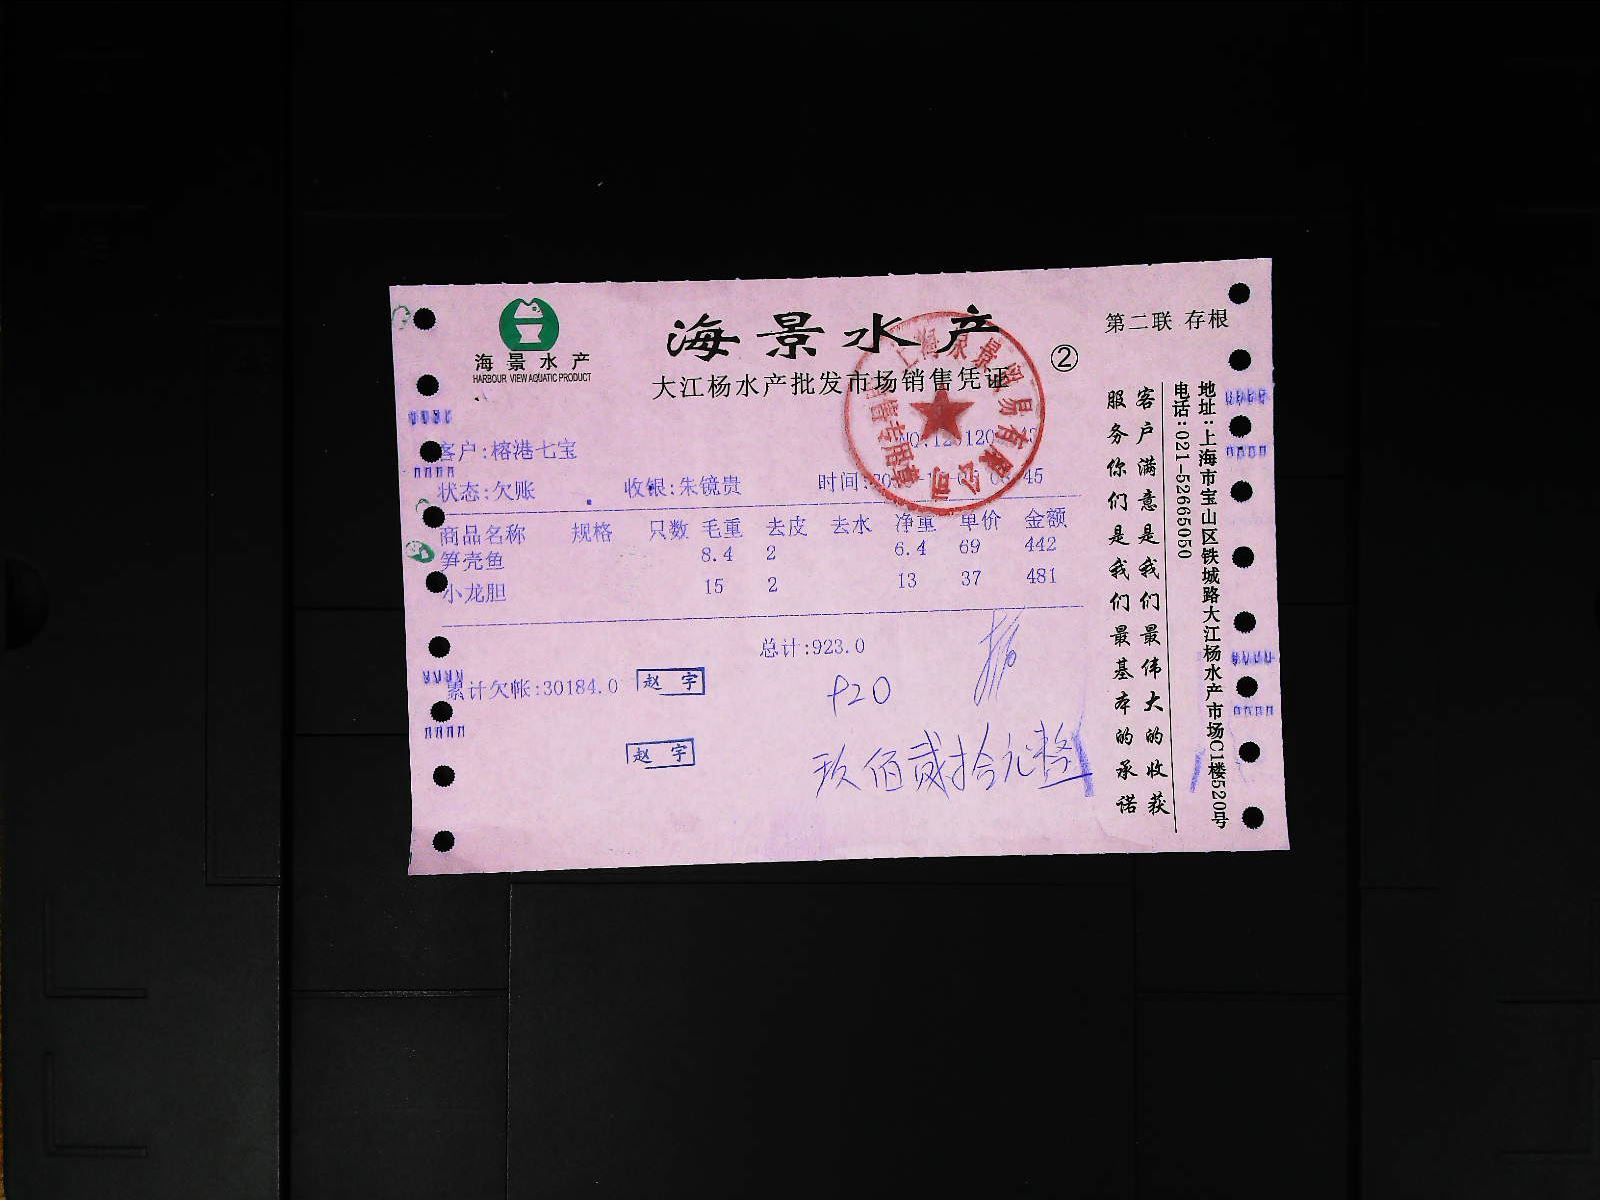 海景水产
HARBOUR VIEW AQUATIC PRODUCT
海景水产
大江杨水产批发市场销售凭证
②
第二联 存根
客户:榕港七宝
状态:欠账 收银:朱镜贵 时间:
商品名称 规格 只数 毛重 去皮 去水 净重 单价 金额
笋壳鱼 8.4 2 6.4 69 442
小龙胆 15 2 13 37 481
总计:923.0
累计欠帐:30184.0
赵宇
赵宇
920
玖佰贰拾元整
地址:上海市宝山区铁城路大江杨水产市场C1楼520号
电话:021-52665050
客户满意是我们最伟大的收获
服务你们是我们最基本的承诺